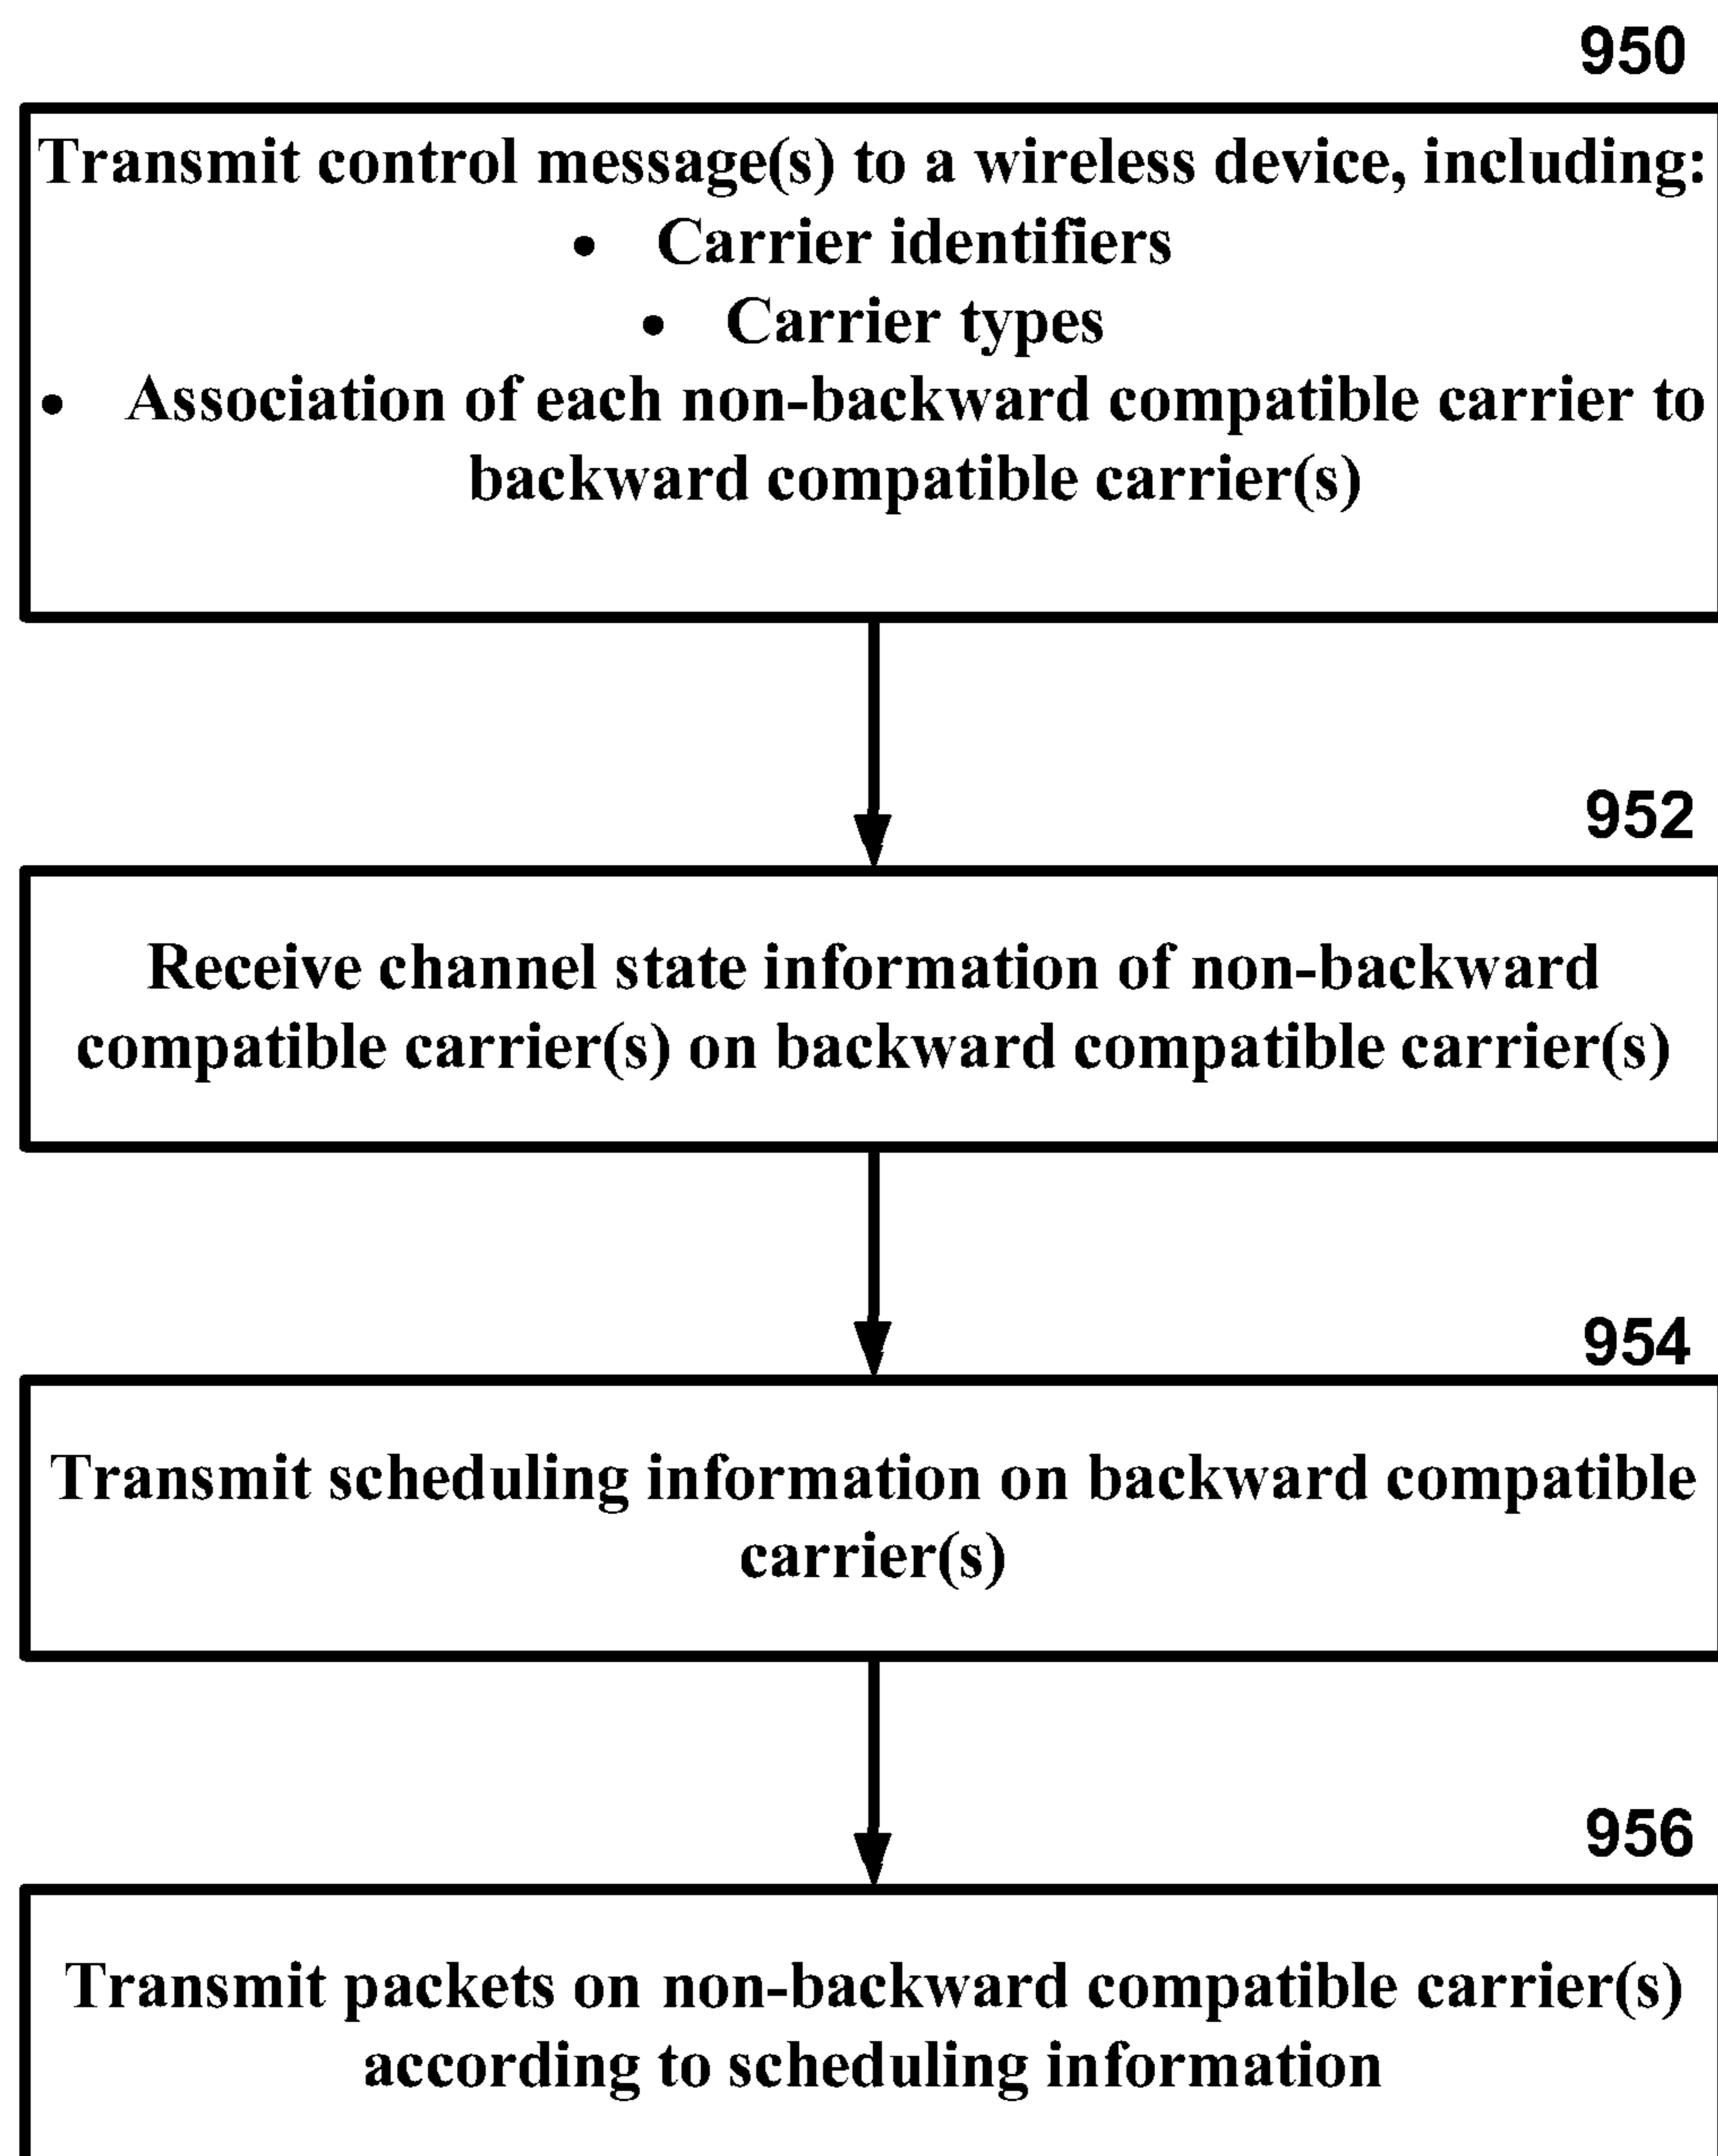 950
Transmit control message(s) to a wireless device, including:
• Carrier identifiers
• Carrier types
• Association of each non-backward compatible carrier to
backward compatible carrier(s)
952
Receive channel state information of non-backward
compatible carrier(s) on backward compatible carrier(s)
954
Transmit scheduling information on backward compatible
carrier(s)
956
Transmit packets on non-backward compatible carrier(s)
according to scheduling information